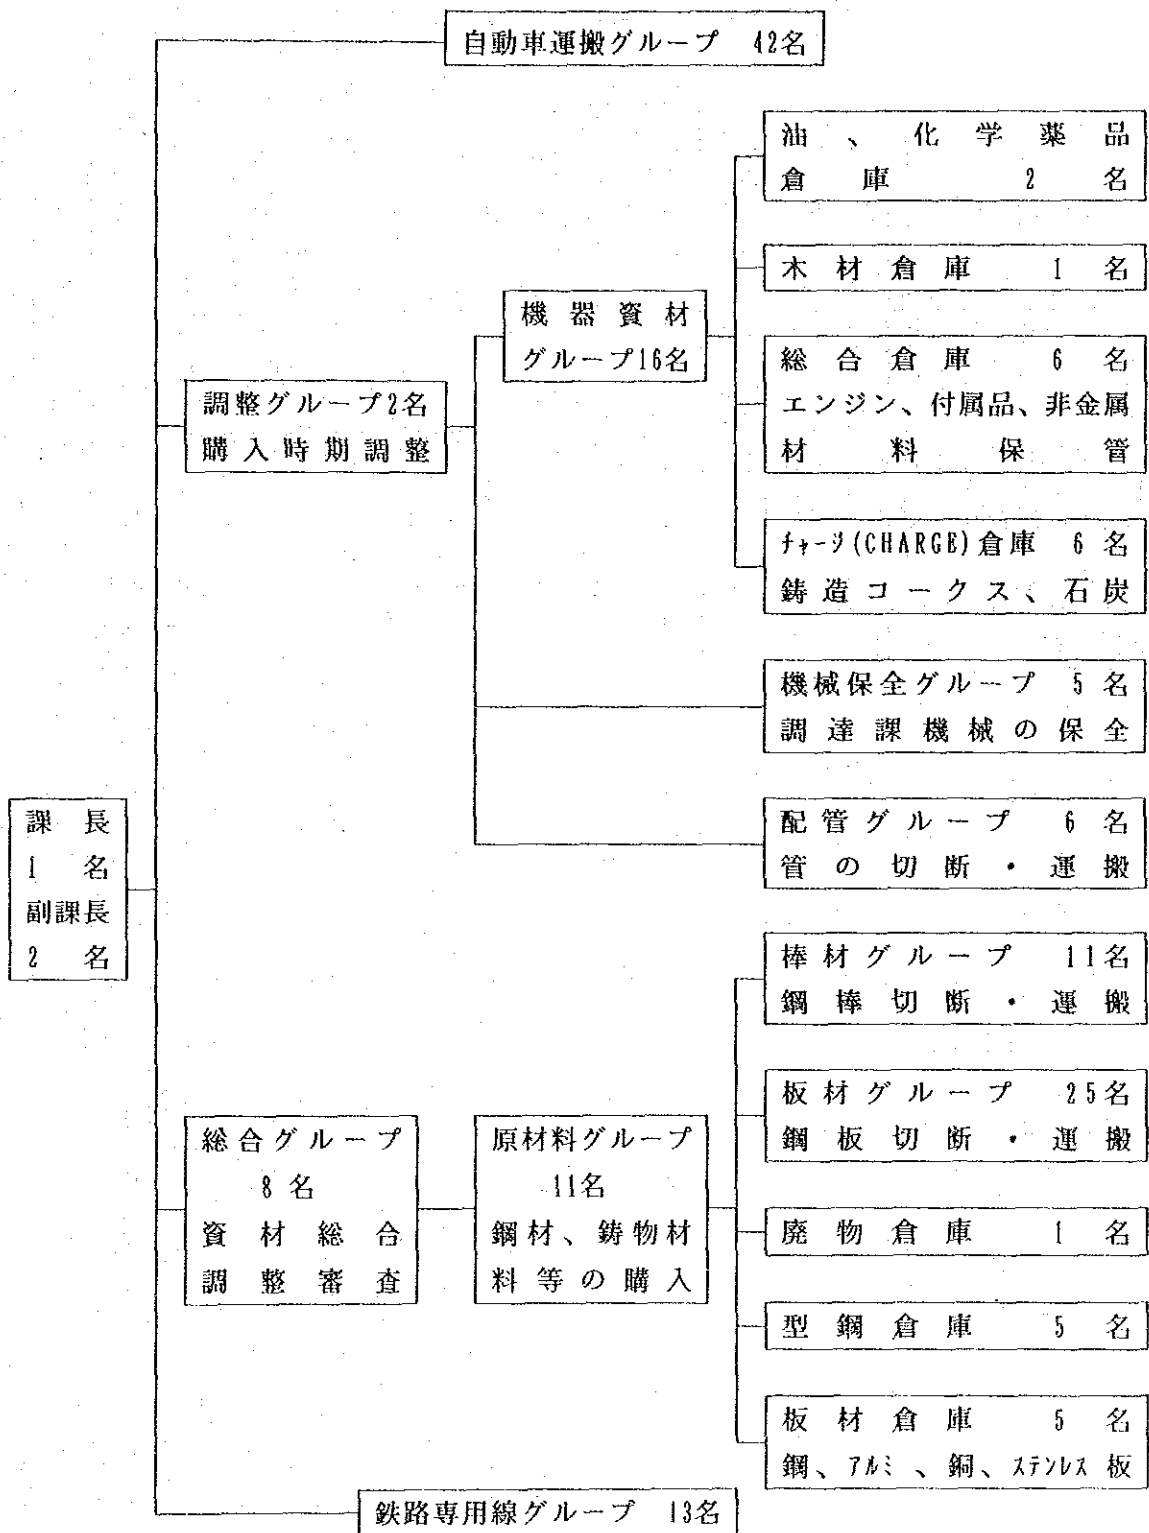 自動車運搬グループ 42名
油、化学薬品
倉庫 2名
木材倉庫 1名
機器資材
グループ16名
総合倉庫 6名
エンジン、付属品、非金属
材料保管
調整グループ2名
購入時期調整
チャージ(CHARGE)倉庫 6名
鋳造コークス、石炭
機械保全グループ 5名
調達課機械の保全
配管グループ 6名
管の切断・運搬
課長
1名
副課長
2名
棒材グループ 11名
鋼棒切断・運搬
板材グループ 25名
鋼板切断・運搬
総合グループ
8名
資材総合
調整審査
原材料グループ
11名
鋼材、鋳物材
料等の購入
廃物倉庫 1名
型鋼倉庫 5名
板材倉庫 5名
鋼、アルミ、銅、ステンレス板
鉄路専用線グループ 13名